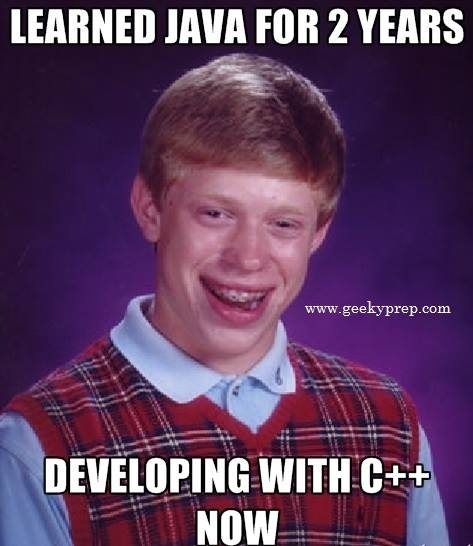 LEARNED JAVA FOR 2 YEARS
www.geekyprep.com
DEVELOPING WITH C++
NOW